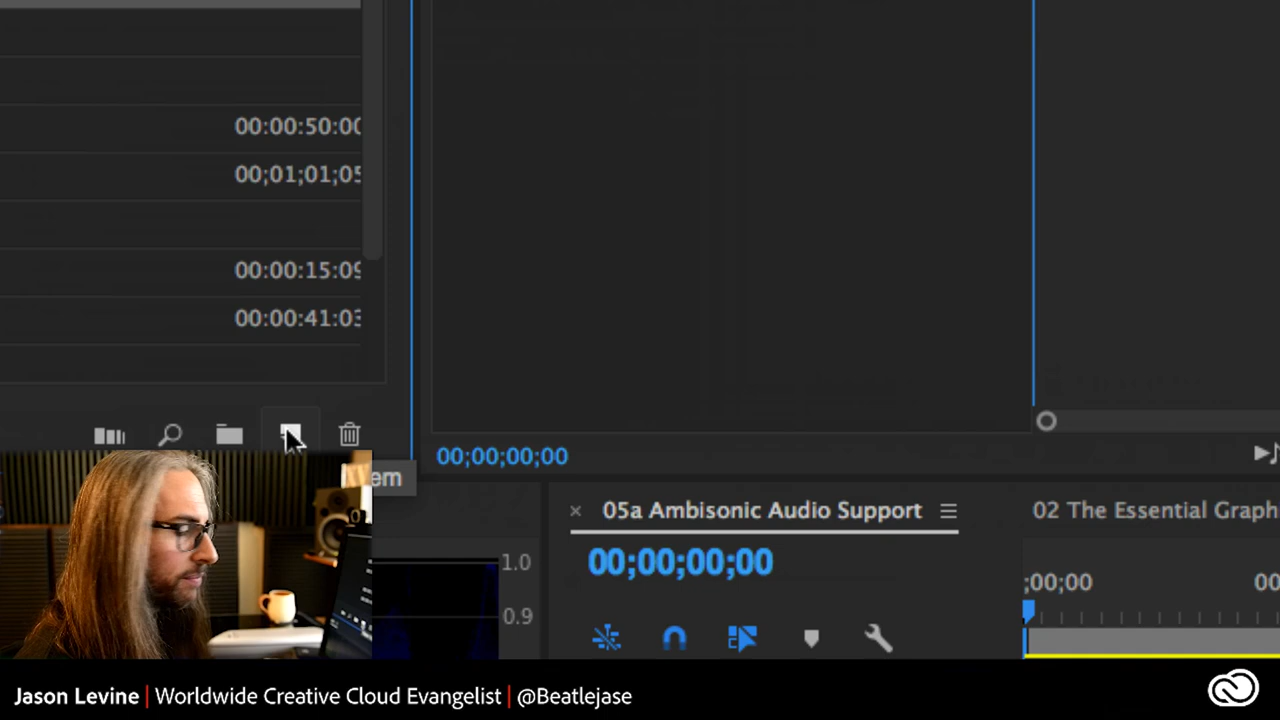 00:00:50:00
00;01;01;05
00:00:15:09
00:00:41:03
em
00;00;00;00
× 05a Ambisonic Audio Support
02 The Essential Graph
00;00;00;00
;00;00
00
1.0
0.9
Jason Levine | Worldwide Creative Cloud Evangelist | @Beatlejase